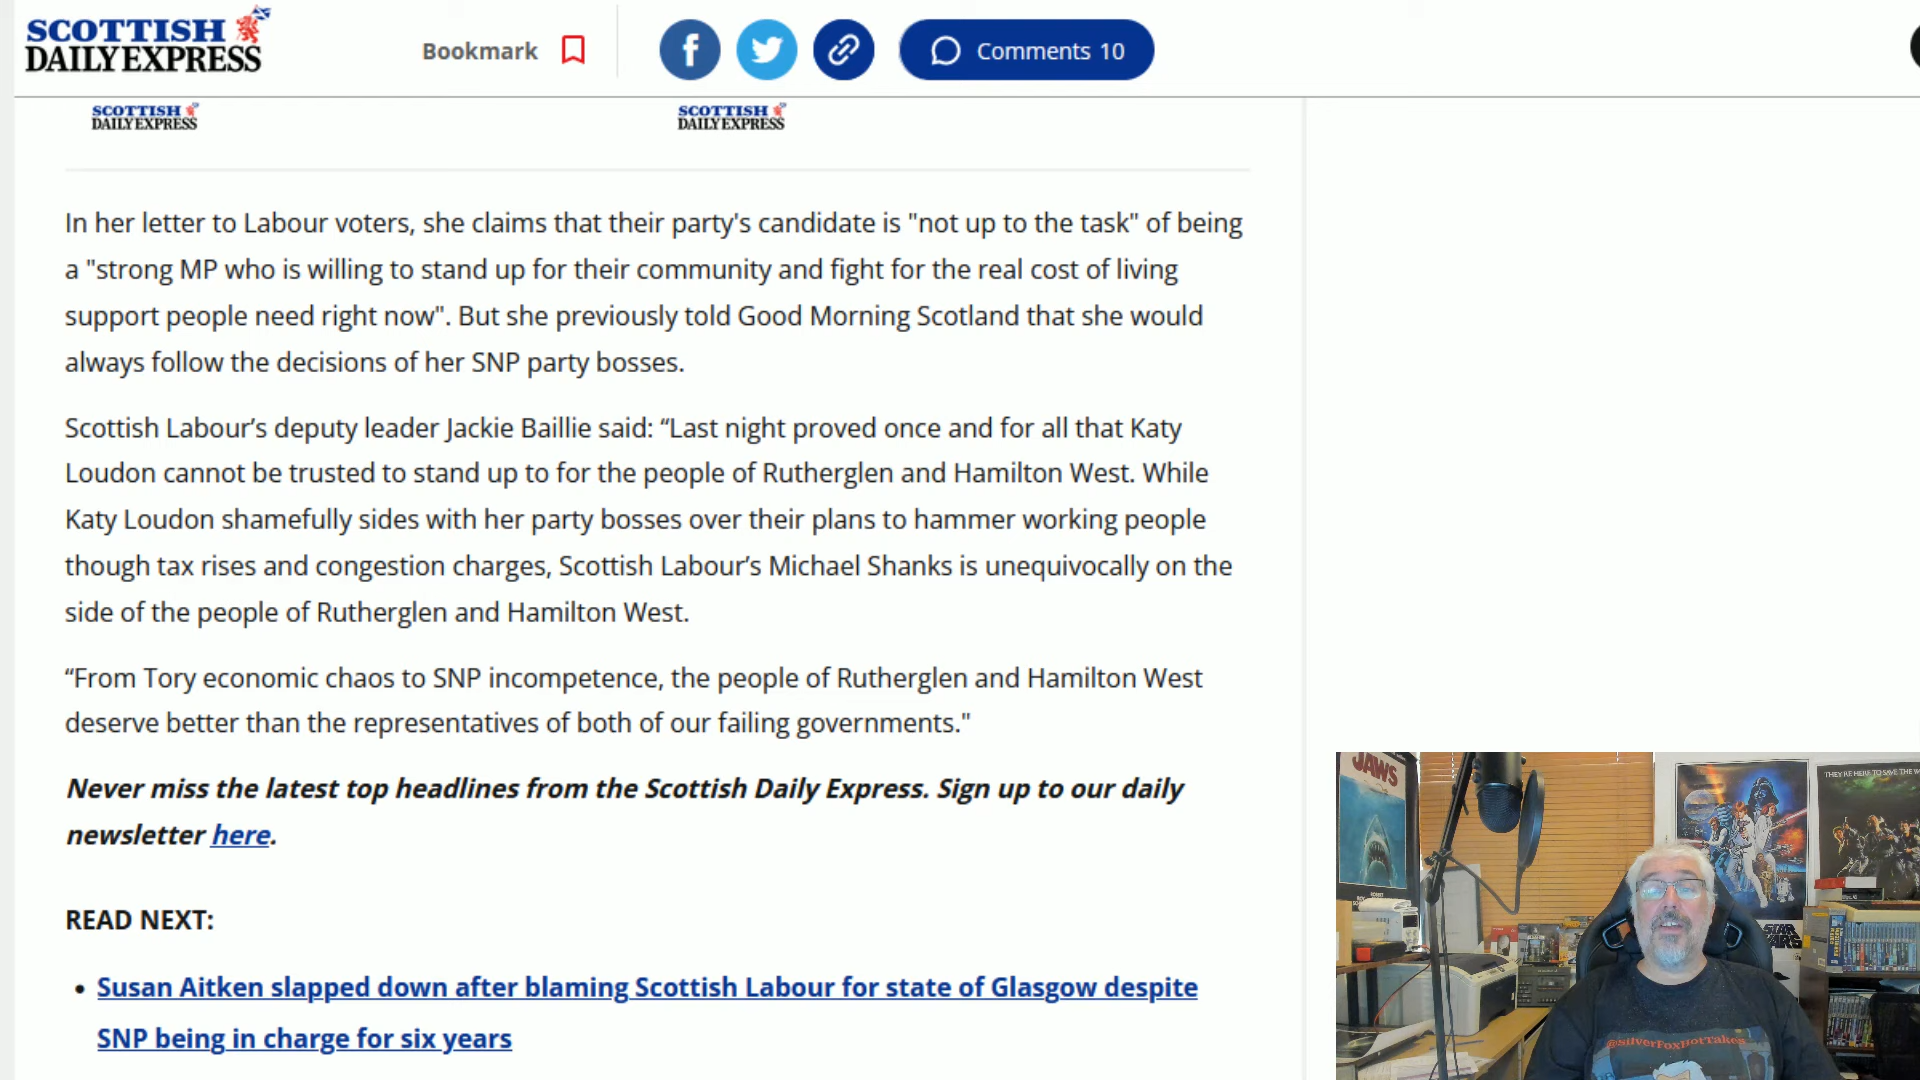 SCOTTISH
DAILY EXPRESS
Bookmark
f
Comments 10
SCOTTISH
DAILY EXPRESS
SCOTTISH
DAILY EXPRESS
In her letter to Labour voters, she claims that their party's candidate is "not up to the task" of being
a "strong MP who is willing to stand up for their community and fight for the real cost of living
support people need right now". But she previously told Good Morning Scotland that she would
always follow the decisions of her SNP party bosses.
Scottish Labour’s deputy leader Jackie Baillie said: “Last night proved once and for all that Katy
Loudon cannot be trusted to stand up to for the people of Rutherglen and Hamilton West. While
Katy Loudon shamefully sides with her party bosses over their plans to hammer working people
though tax rises and congestion charges, Scottish Labour’s Michael Shanks is unequivocally on the
side of the people of Rutherglen and Hamilton West.
“From Tory economic chaos to SNP incompetence, the people of Rutherglen and Hamilton West
deserve better than the representatives of both of our failing governments."
Never miss the latest top headlines from the Scottish Daily Express. Sign up to our daily
newsletter here.
READ NEXT:
• Susan Aitken slapped down after blaming Scottish Labour for state of Glasgow despite
SNP being in charge for six years
JAWS
THEY'RE HERE TO SAVE THE W
STAR
WARS
@SilverFoxHotTakes